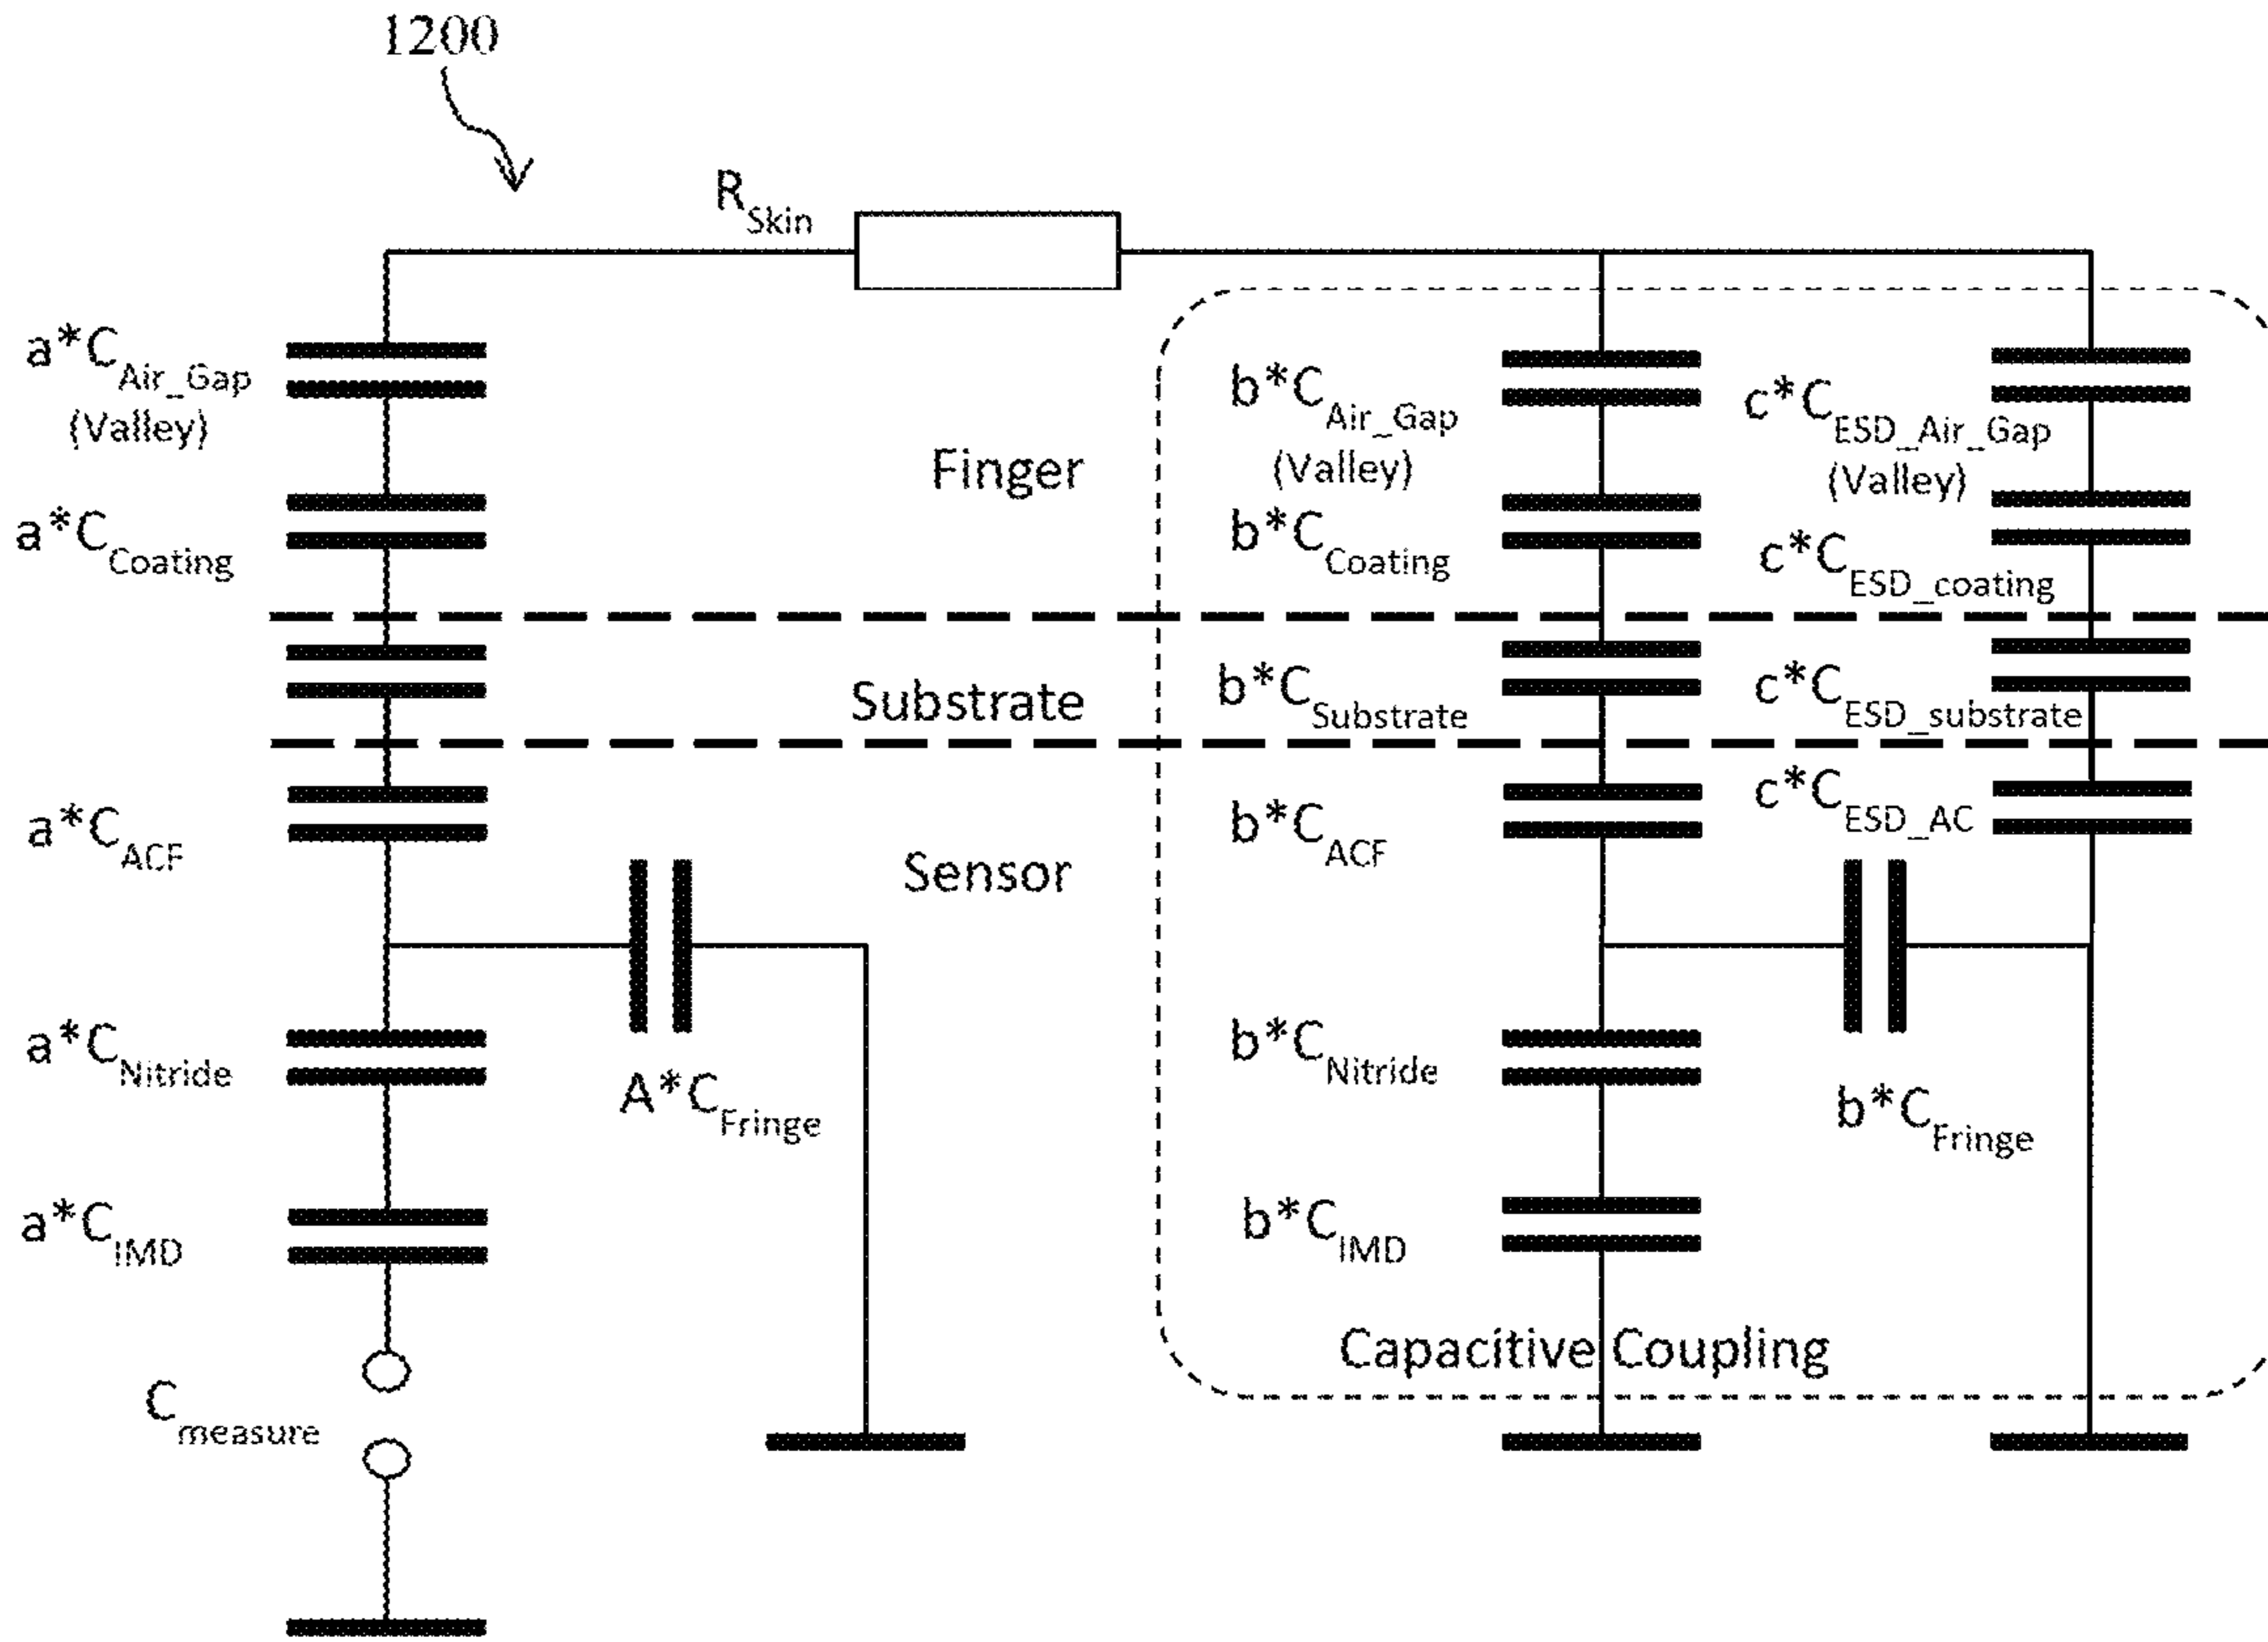 1200
R_Skin
a*C_Air_Gap
(Valley)
a*C_Coating
Finger
b*C_Air_Gap
(Valley)
b*C_Coating
c*C_ESD_Air_Gap
(Valley)
c*C_ESD_coating
Substrate
b*C_Substrate
c*C_ESD_substrate
a*C_ACF
Sensor
b*C_ACF
c*C_ESD_AC
a*C_Nitride
A*C_Fringe
b*C_Nitride
b*C_Fringe
a*C_IMD
b*C_IMD
C_measure
Capacitive Coupling